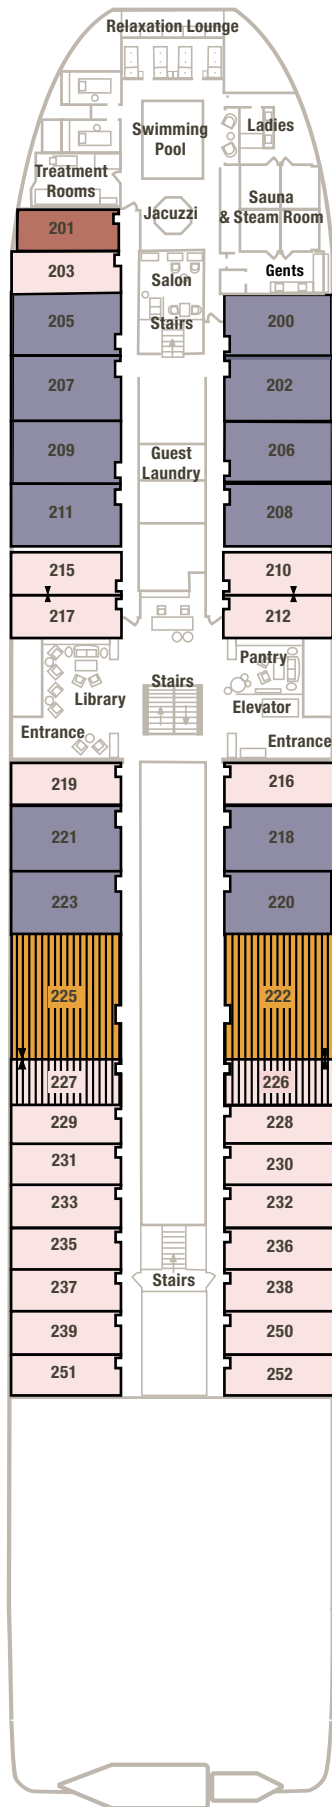 Relaxation Lounge
Swimming
Pool
Ladies
Treatment
Rooms
Sauna
& Steam Room
201
Jacuzzi
203
Salon
Gents
205
Stairs
200
207
202
209
Guest
Laundry
206
211
208
215
210
217
212
Library
Stairs
Pantry
Elevator
Entrance
Entrance
219
216
221
218
223
220
225
222
227
226
229
228
231
230
233
232
235
236
237
Stairs
238
239
250
251
252